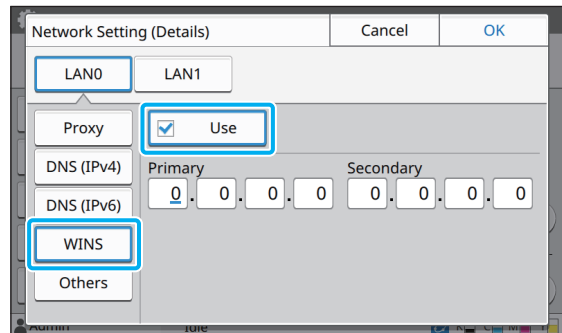 Network Setting (Details) Cancel OK
LAN0 LAN1
Proxy Use
DNS (IPv4) Primary Secondary
DNS (IPv6) 0 . 0 . 0 . 0 0 . 0 . 0 . 0
WINS
Others
Admin Idle K C M Y